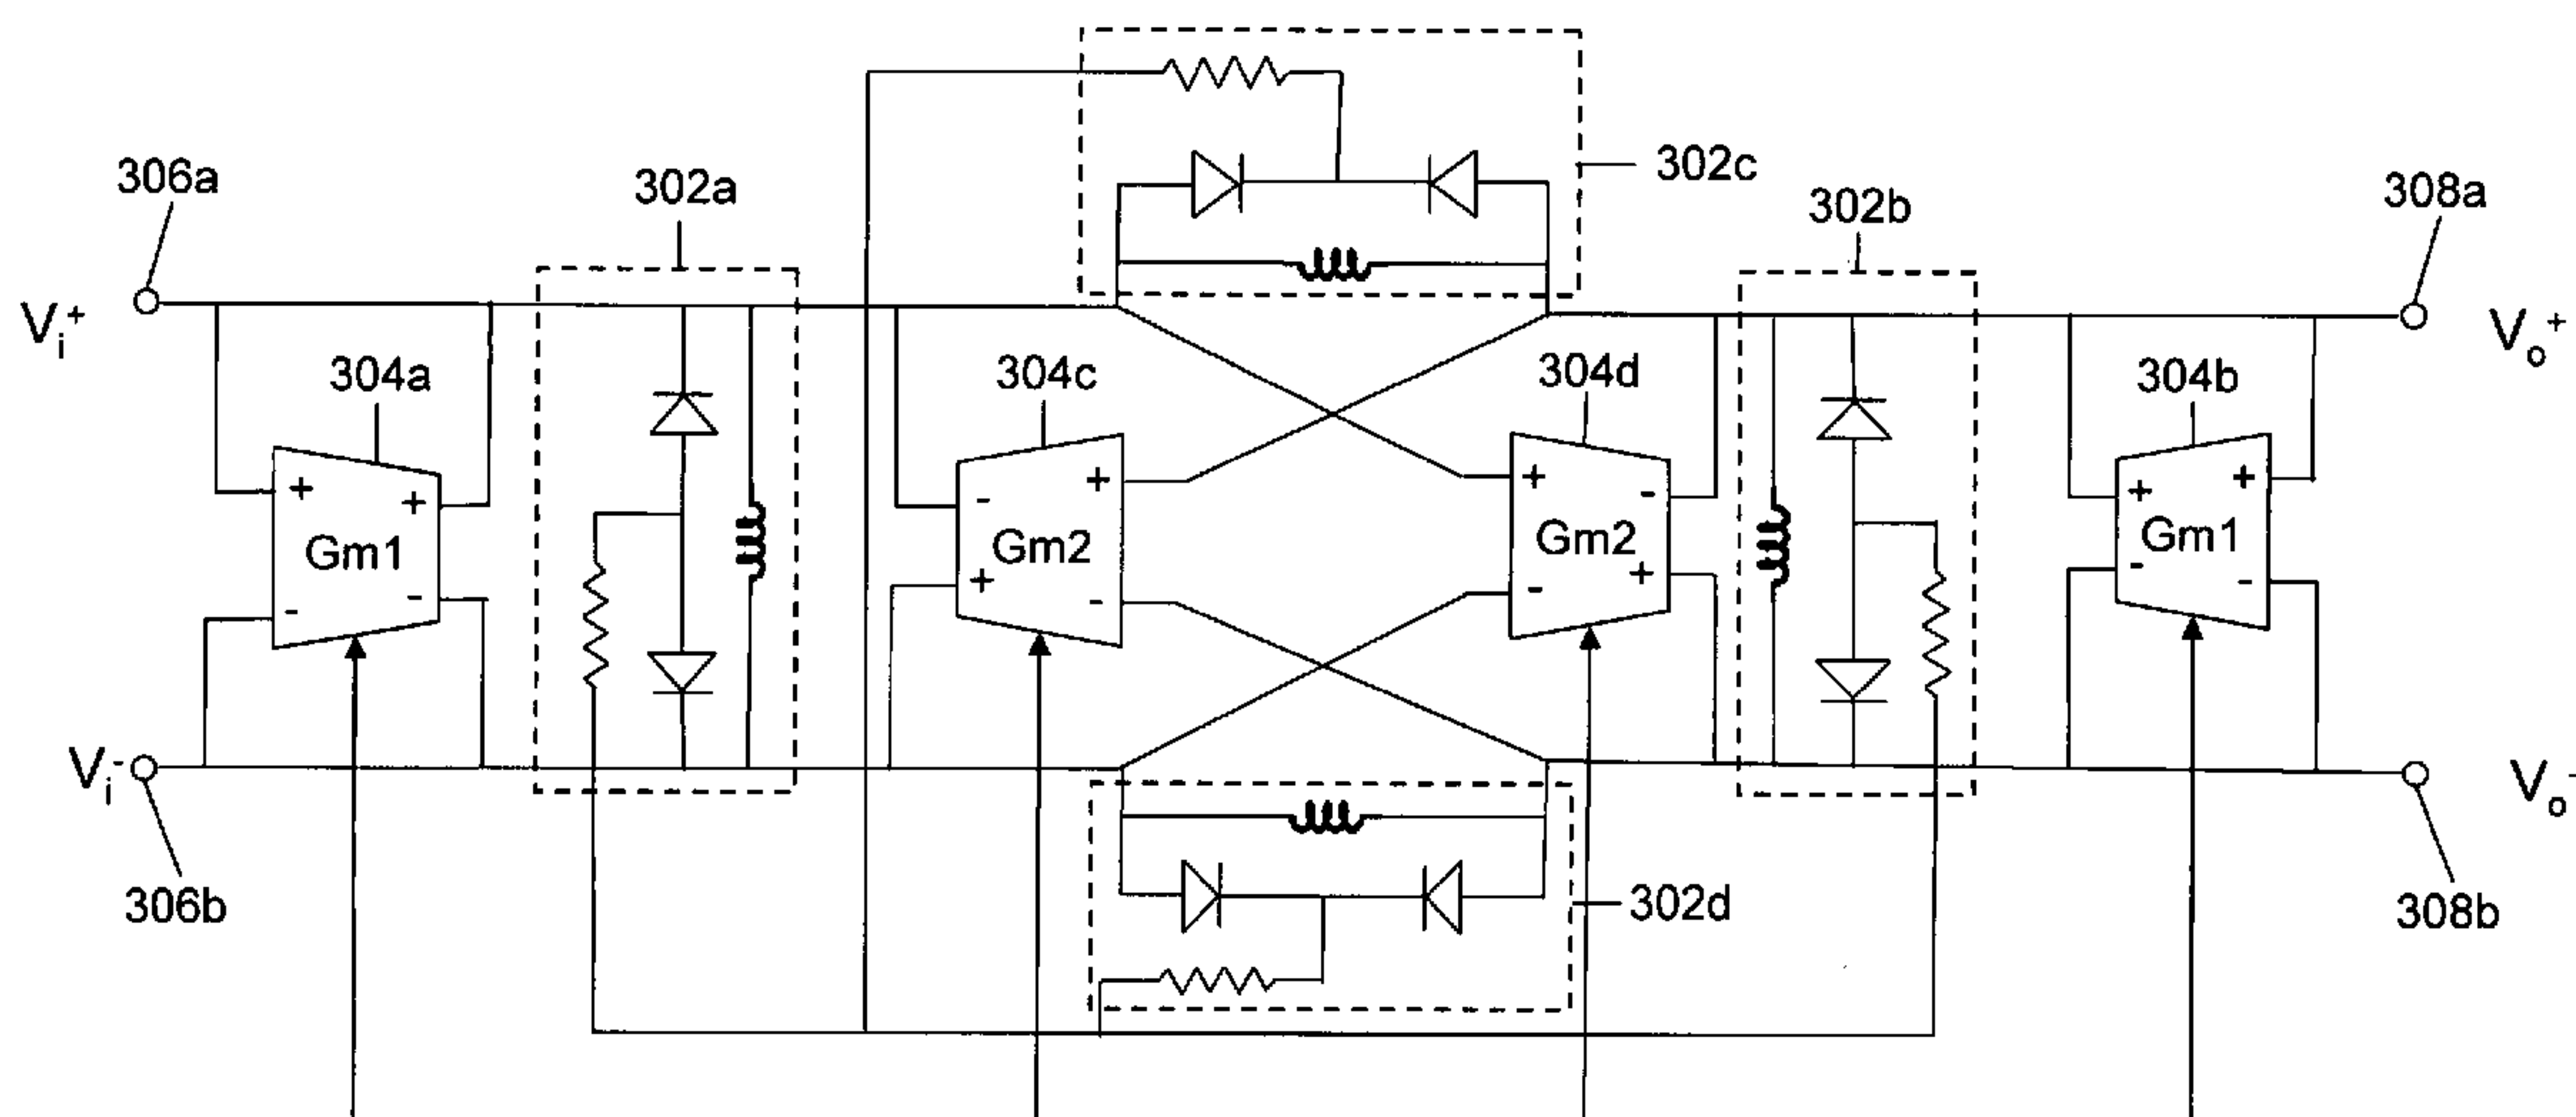 306a
302a
302c
302b
308a
Vi+
304a
304c
304d
304b
Vo+
+
+
Gm1
-
-
-
+
Gm2
+
-
+
-
Gm2
-
+
+
+
Gm1
-
-
Vi-
Vo-
306b
302d
308b